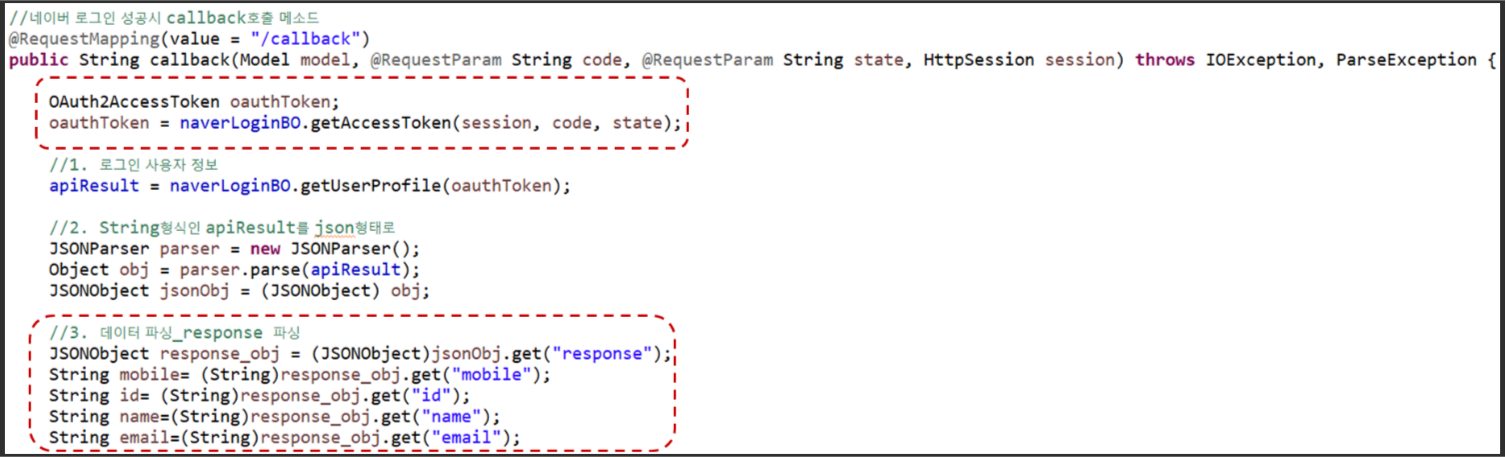 //네이버 로그인 성공시 callback호출 메소드
@RequestMapping(value = "/callback")
public String callback(Model model, @RequestParam String code, @RequestParam String state, HttpSession session) throws IOException, ParseException {
OAuth2AccessToken oauthToken;
oauthToken = naverLoginBO.getAccessToken(session, code, state);
//1. 로그인 사용자 정보
apiResult = naverLoginBO.getUserProfile(oauthToken);
//2. String형식인 apiResult를 json형태로
JSONParser parser = new JSONParser();
Object obj = parser.parse(apiResult);
JSONObject jsonObj = (JSONObject) obj;
//3. 데이터 파싱_response 파싱
JSONObject response_obj = (JSONObject)jsonObj.get("response");
String mobile= (String)response_obj.get("mobile");
String id= (String)response_obj.get("id");
String name=(String)response_obj.get("name");
String email=(String)response_obj.get("email");